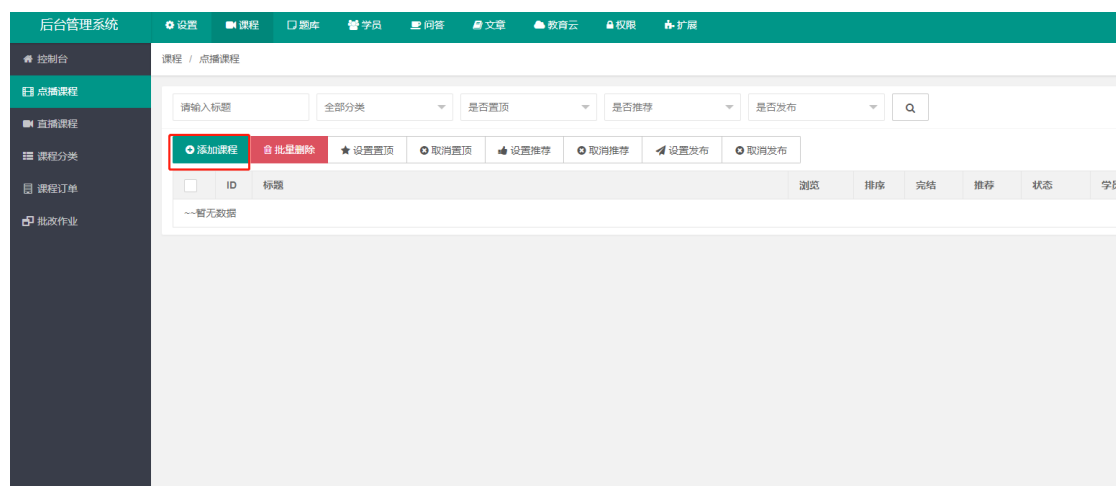 后台管理系统 设置 课程 题库 学员 问答 文章 教育云 权限 扩展
控制台
点播课程
直播课程
课程分类
课程订单
批改作业
课程 / 点播课程
请输入标题 全部分类 是否置顶 是否推荐 是否发布
添加课程 批量删除 设置置顶 取消置顶 设置推荐 取消推荐 设置发布 取消发布
ID 标题 浏览 排序 完结 推荐 状态 学员
~~暂无数据